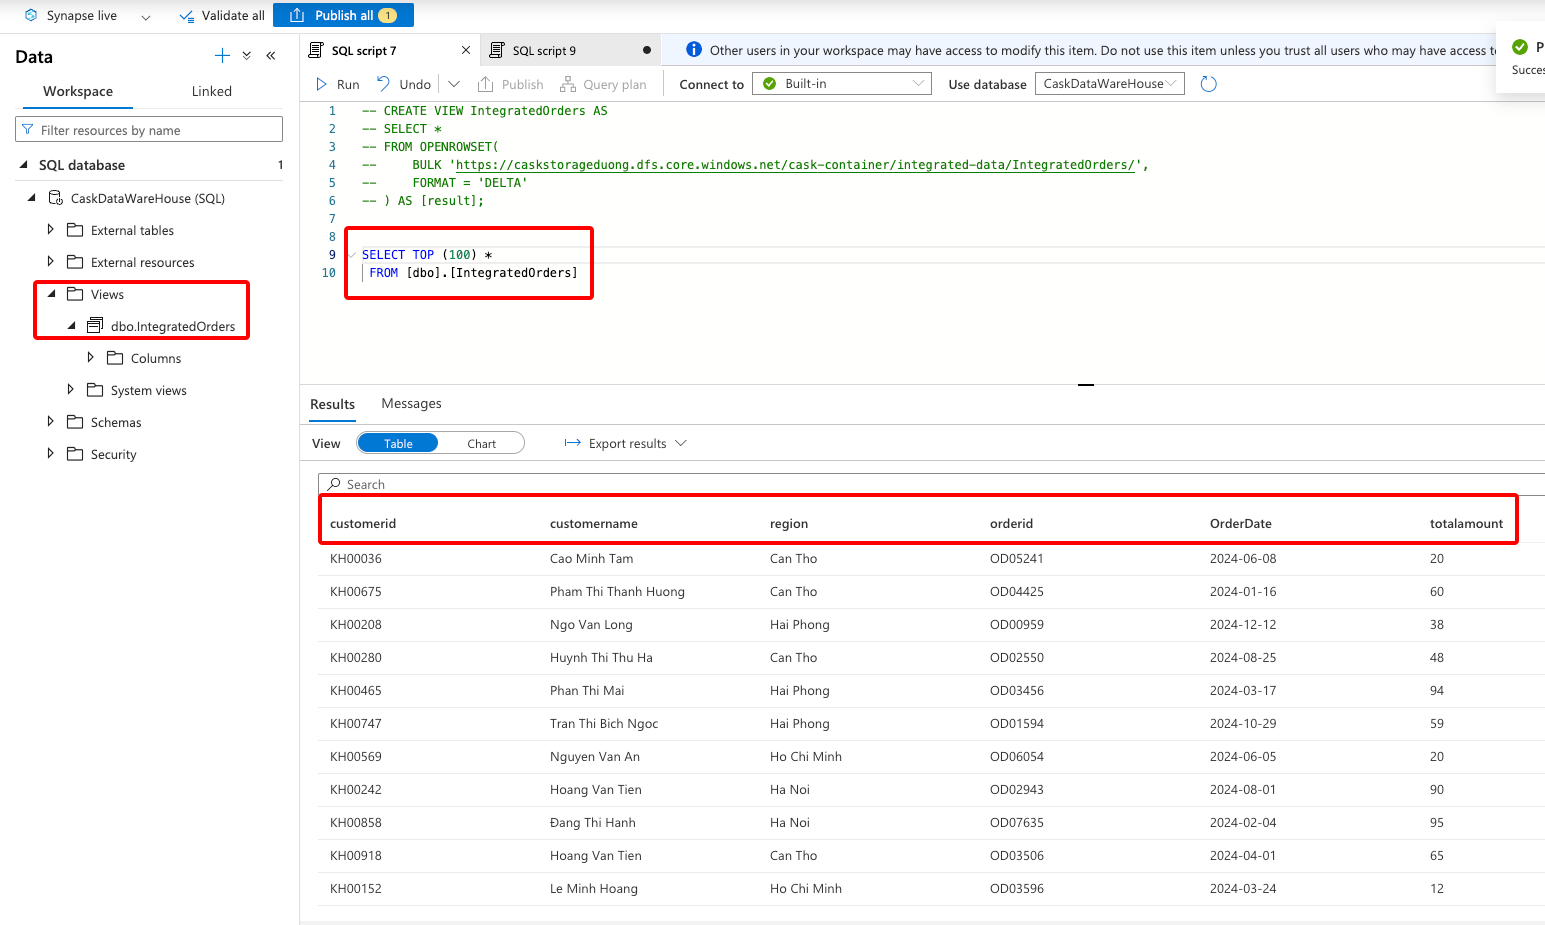 Synapse live
Validate all
Publish all 1
Data
Workspace Linked
Filter resources by name
SQL database 1
CaskDataWareHouse (SQL)
External tables
External resources
Views
dbo.IntegratedOrders
Columns
System views
Schemas
Security
SQL script 7
SQL script 9
Other users in your workspace may have access to modify this item. Do not use this item unless you trust all users who may have access t
Succes
Run Undo Publish Query plan Connect to Built-in Use database CaskDataWareHouse
1 -- CREATE VIEW IntegratedOrders AS
2 -- SELECT *
3 -- FROM OPENROWSET(
4 -- BULK 'https://caskstorageduong.dfs.core.windows.net/cask-container/integrated-data/IntegratedOrders/',
5 -- FORMAT = 'DELTA'
6 -- ) AS [result];
7
8
9 SELECT TOP (100) *
10 FROM [dbo].[IntegratedOrders]
Results Messages
View Table Chart Export results
Search
customerid customername region orderid OrderDate totalamount
KH00036 Cao Minh Tam Can Tho OD05241 2024-06-08 20
KH00675 Pham Thi Thanh Huong Can Tho OD04425 2024-01-16 60
KH00208 Ngo Van Long Hai Phong OD00959 2024-12-12 38
KH00280 Huynh Thi Thu Ha Can Tho OD02550 2024-08-25 48
KH00465 Phan Thi Mai Hai Phong OD03456 2024-03-17 94
KH00747 Tran Thi Bich Ngoc Hai Phong OD01594 2024-10-29 59
KH00569 Nguyen Van An Ho Chi Minh OD06054 2024-06-05 20
KH00242 Hoang Van Tien Ha Noi OD02943 2024-08-01 90
KH00858 Đang Thi Hanh Ha Noi OD07635 2024-02-04 95
KH00918 Hoang Van Tien Can Tho OD03506 2024-04-01 65
KH00152 Le Minh Hoang Ho Chi Minh OD03596 2024-03-24 12